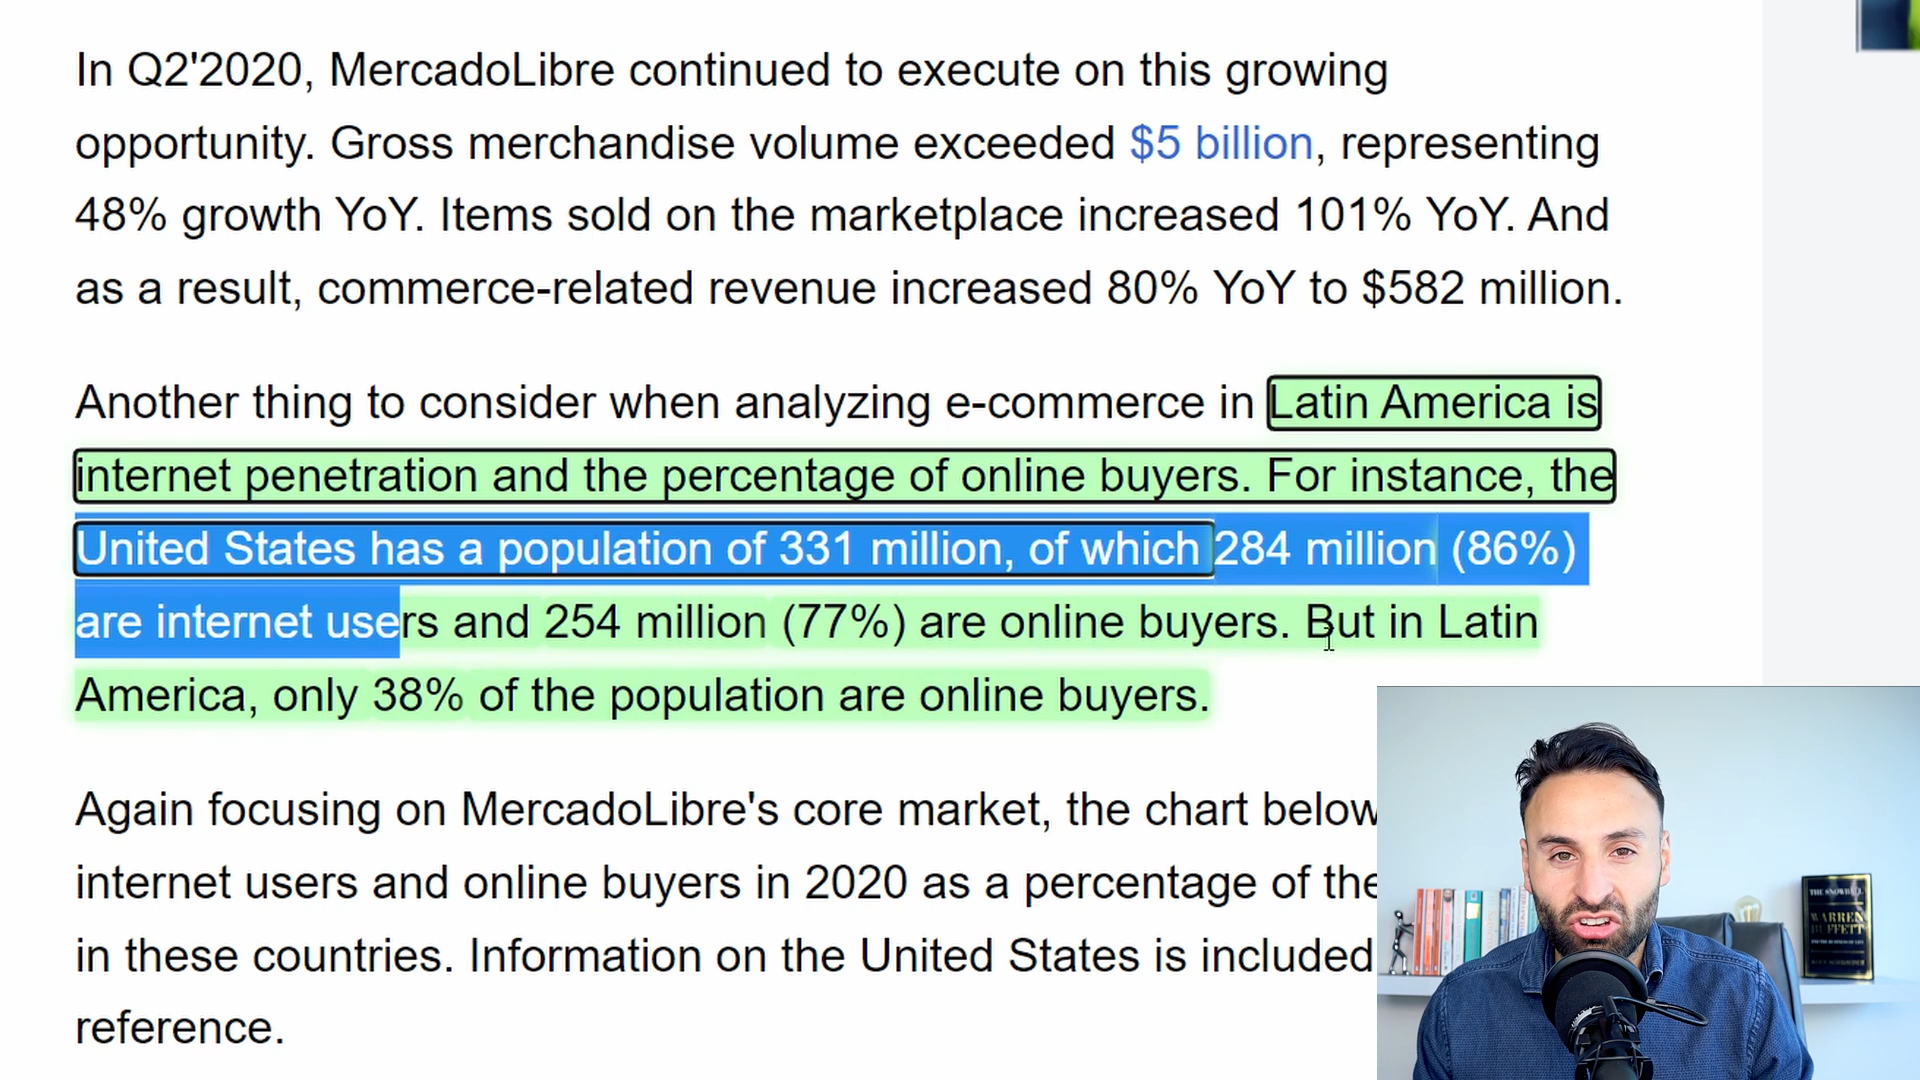 In Q2'2020, MercadoLibre continued to execute on this growing
opportunity. Gross merchandise volume exceeded $5 billion, representing
48% growth YoY. Items sold on the marketplace increased 101% YoY. And
as a result, commerce-related revenue increased 80% YoY to $582 million.
Another thing to consider when analyzing e-commerce in Latin America is
internet penetration and the percentage of online buyers. For instance, the
United States has a population of 331 million, of which 284 million (86%)
are internet users and 254 million (77%) are online buyers. But in Latin
America, only 38% of the population are online buyers.
Again focusing on MercadoLibre's core market, the chart below
internet users and online buyers in 2020 as a percentage of the
in these countries. Information on the United States is included
reference.
THE SNOWBALL
WARREN
BUFFETT